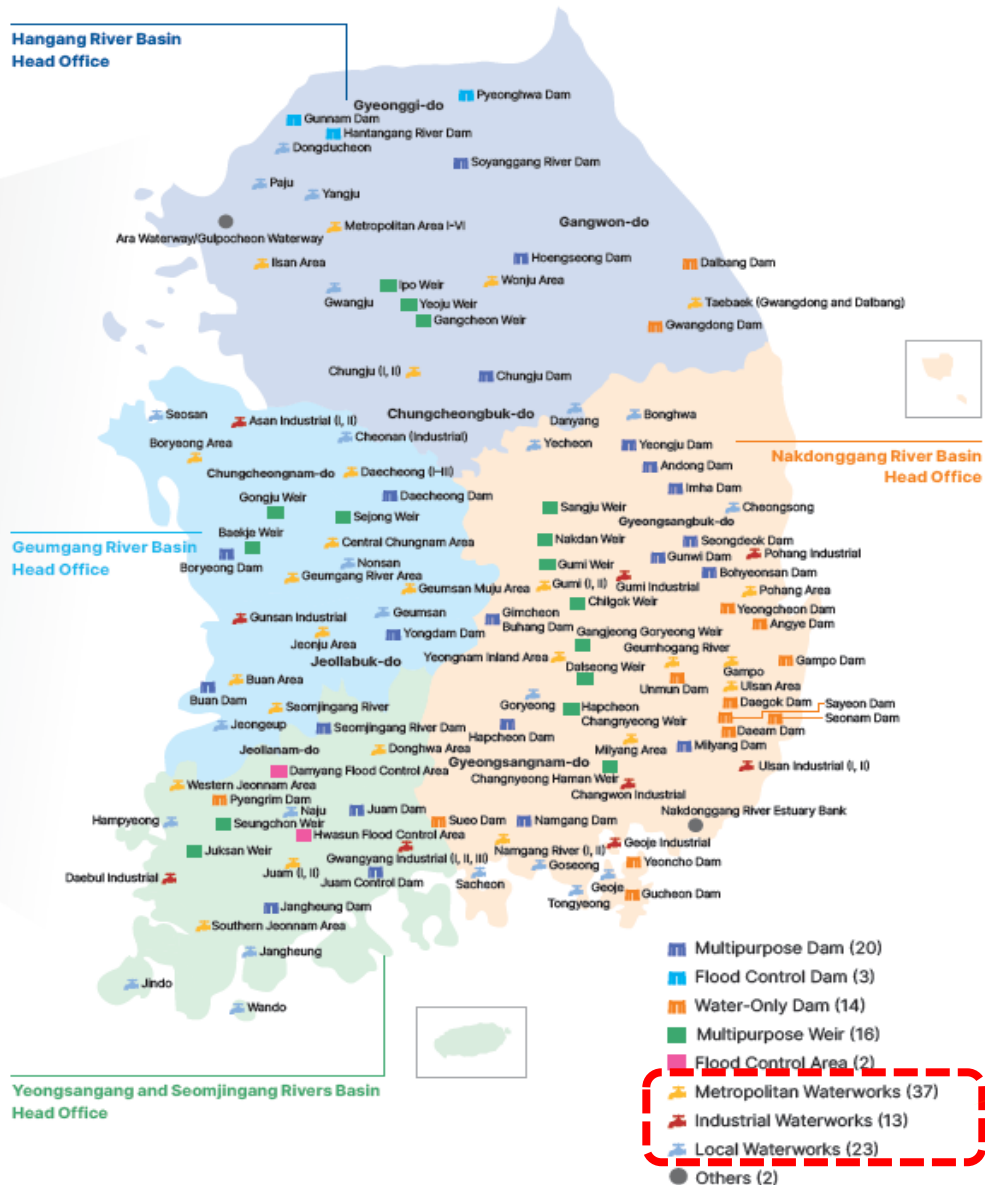 Hangang River Basin
Head Office
Pyeonghwa Dam
Gyeonggi-do
Gunnam Dam
Hantangang River Dam
Dongducheon
Soyanggang River Dam
Paju
Yangju
Gangwon-do
Metropolitan Area I-VI
Ara Waterway/Gulpocheon Waterway
Ilsan Area
Hoengseong Dam
Dalbang Dam
Wonju Area
Ipo Weir
Gwangju
Yeoju Weir
Taebaek (Gwangdong and Dalbang)
Gangcheon Weir
Gwangdong Dam
Chungju (I, II)
Chungju Dam
Chungcheongbuk-do
Seosan
Asan Industrial (I, II)
Danyang
Bonghwa
Cheonan (Industrial)
Boryeong Area
Yecheon
Yeongju Dam
Nakdonggang River Basin
Head Office
Andong Dam
Chungcheongnam-do
Daecheong (I-III)
Imha Dam
Gongju Weir
Daecheong Dam
Sangju Weir
Cheongsong
Sejong Weir
Gyeongsangbuk-do
Baekje Weir
Central Chungnam Area
Nakdan Weir
Seongdeok Dam
Geumgang River Basin
Head Office
Boryeong Dam
Nonsan
Gunwi Dam
Pohang Industrial
Gumi Weir
Bohyeonsan Dam
Geumgang River Area
Geumsan Muju Area
Gumi (I, II)
Gumi Industrial
Pohang Area
Chilgok Weir
Gunsan Industrial
Geumsan
Gimcheon
Buhang Dam
Yeongcheon Dam
Angye Dam
Jeonju Area
Yongdam Dam
Gangjeong Goryeong Weir
Geumhogang River
Jeollabuk-do
Yeongnam Inland Area
Dalseong Weir
Gampo
Gampo Dam
Buan Area
Unmun Dam
Ulsan Area
Buan Dam
Goryeong
Daegok Dam
Sayeon Dam
Seomjingang River
Hapcheon
Changnyeong Weir
Seonam Dam
Jeongeup
Seomjingang River Dam
Hapcheon Dam
Daeam Dam
Jeollanam-do
Donghwa Area
Milyang Area
Milyang Dam
Gyeongsangnam-do
Ulsan Industrial (I, II)
Damyang Flood Control Area
Changnyeong Haman Weir
Western Jeonnam Area
Changwon Industrial
Pyengrim Dam
Naju
Juam Dam
Nakdonggang River Estuary Bank
Hampyeong
Seungchon Weir
Sueo Dam
Namgang Dam
Hwasun Flood Control Area
Juksan Weir
Gwangyang Industrial (I, II, III)
Namgang River (I, II)
Geoje Industrial
Daebul Industrial
Juam (I, II)
Juam Control Dam
Sacheon
Goseong
Yeoncho Dam
Geoje
Tongyeong
Gucheon Dam
Jangheung Dam
Southern Jeonnam Area
Jangheung
Jindo
Wando
Yeongsangang and Seomjingang Rivers Basin
Head Office
Multipurpose Dam (20)
Flood Control Dam (3)
Water-Only Dam (14)
Multipurpose Weir (16)
Flood Control Area (2)
Metropolitan Waterworks (37)
Industrial Waterworks (13)
Local Waterworks (23)
Others (2)